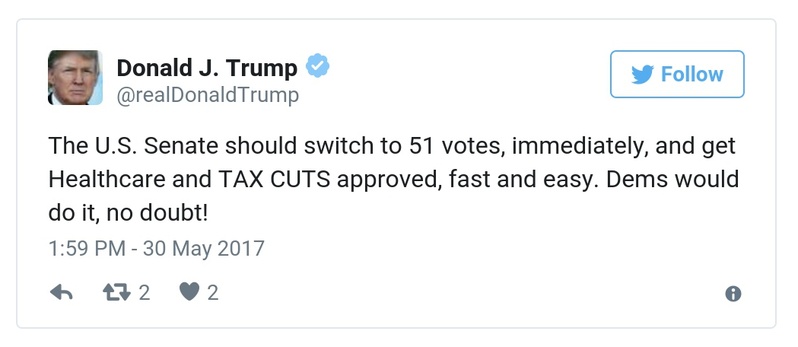 Donald J. Trump
@realDonaldTrump
Follow
The U.S. Senate should switch to 51 votes, immediately, and get
Healthcare and TAX CUTS approved, fast and easy. Dems would
do it, no doubt!
1:59 PM - 30 May 2017
2 2